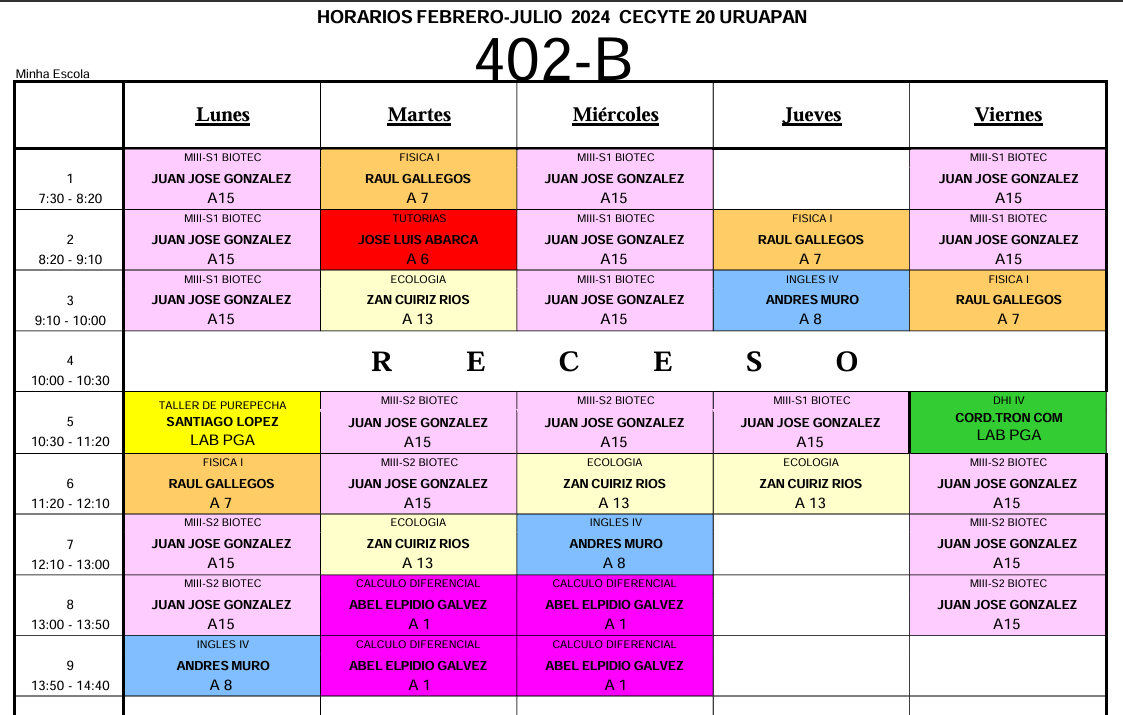 HORARIOS FEBRERO-JULIO 2024 CECYTE 20 URUAPAN
402-B
Minha Escola
Lunes Martes Miércoles Jueves Viernes
MIII-S1 BIOTEC FISICA I MIII-S1 BIOTEC MIII-S1 BIOTEC
1 JUAN JOSE GONZALEZ RAUL GALLEGOS JUAN JOSE GONZALEZ JUAN JOSE GONZALEZ
7:30 - 8:20 A15 A 7 A15 A15
MIII-S1 BIOTEC TUTORIAS MIII-S1 BIOTEC FISICA I MIII-S1 BIOTEC
2 JUAN JOSE GONZALEZ JOSE LUIS ABARCA JUAN JOSE GONZALEZ RAUL GALLEGOS JUAN JOSE GONZALEZ
8:20 - 9:10 A15 A 6 A15 A 7 A15
MIII-S1 BIOTEC ECOLOGIA MIII-S1 BIOTEC INGLES IV FISICA I
3 JUAN JOSE GONZALEZ ZAN CUIRIZ RIOS JUAN JOSE GONZALEZ ANDRES MURO RAUL GALLEGOS
9:10 - 10:00 A15 A 13 A15 A 8 A 7
4 R E C E S O
10:00 - 10:30
TALLER DE PUREPECHA MIII-S2 BIOTEC MIII-S2 BIOTEC MIII-S1 BIOTEC DHI IV
5 SANTIAGO LOPEZ JUAN JOSE GONZALEZ JUAN JOSE GONZALEZ JUAN JOSE GONZALEZ CORD.TRON COM
10:30 - 11:20 LAB PGA A15 A15 A15 LAB PGA
FISICA I MIII-S2 BIOTEC ECOLOGIA ECOLOGIA MIII-S2 BIOTEC
6 RAUL GALLEGOS JUAN JOSE GONZALEZ ZAN CUIRIZ RIOS ZAN CUIRIZ RIOS JUAN JOSE GONZALEZ
11:20 - 12:10 A 7 A15 A 13 A 13 A15
MIII-S2 BIOTEC ECOLOGIA INGLES IV MIII-S2 BIOTEC
7 JUAN JOSE GONZALEZ ZAN CUIRIZ RIOS ANDRES MURO JUAN JOSE GONZALEZ
12:10 - 13:00 A15 A 13 A 8 A15
MIII-S2 BIOTEC CALCULO DIFERENCIAL CALCULO DIFERENCIAL MIII-S2 BIOTEC
8 JUAN JOSE GONZALEZ ABEL ELPIDIO GALVEZ ABEL ELPIDIO GALVEZ JUAN JOSE GONZALEZ
13:00 - 13:50 A15 A 1 A 1 A15
INGLES IV CALCULO DIFERENCIAL CALCULO DIFERENCIAL
9 ANDRES MURO ABEL ELPIDIO GALVEZ ABEL ELPIDIO GALVEZ
13:50 - 14:40 A 8 A 1 A 1